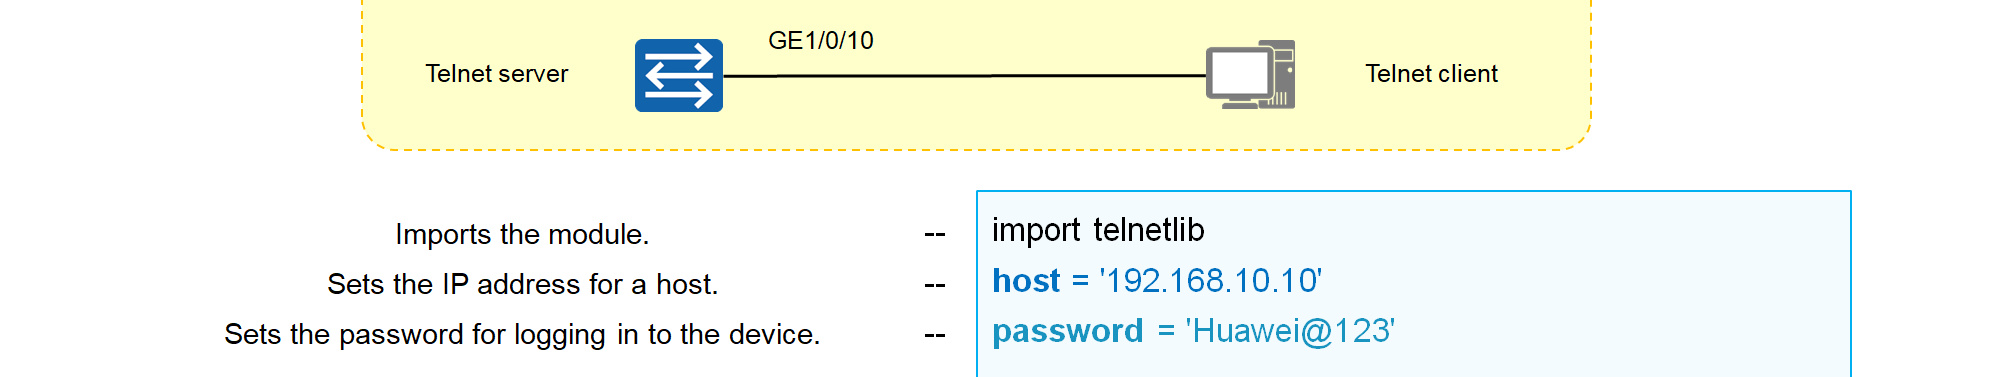 GE1/0/10
Telnet server
Telnet client
Imports the module. -- import telnetlib
Sets the IP address for a host. -- host = '192.168.10.10'
Sets the password for logging in to the device. -- password = 'Huawei@123'